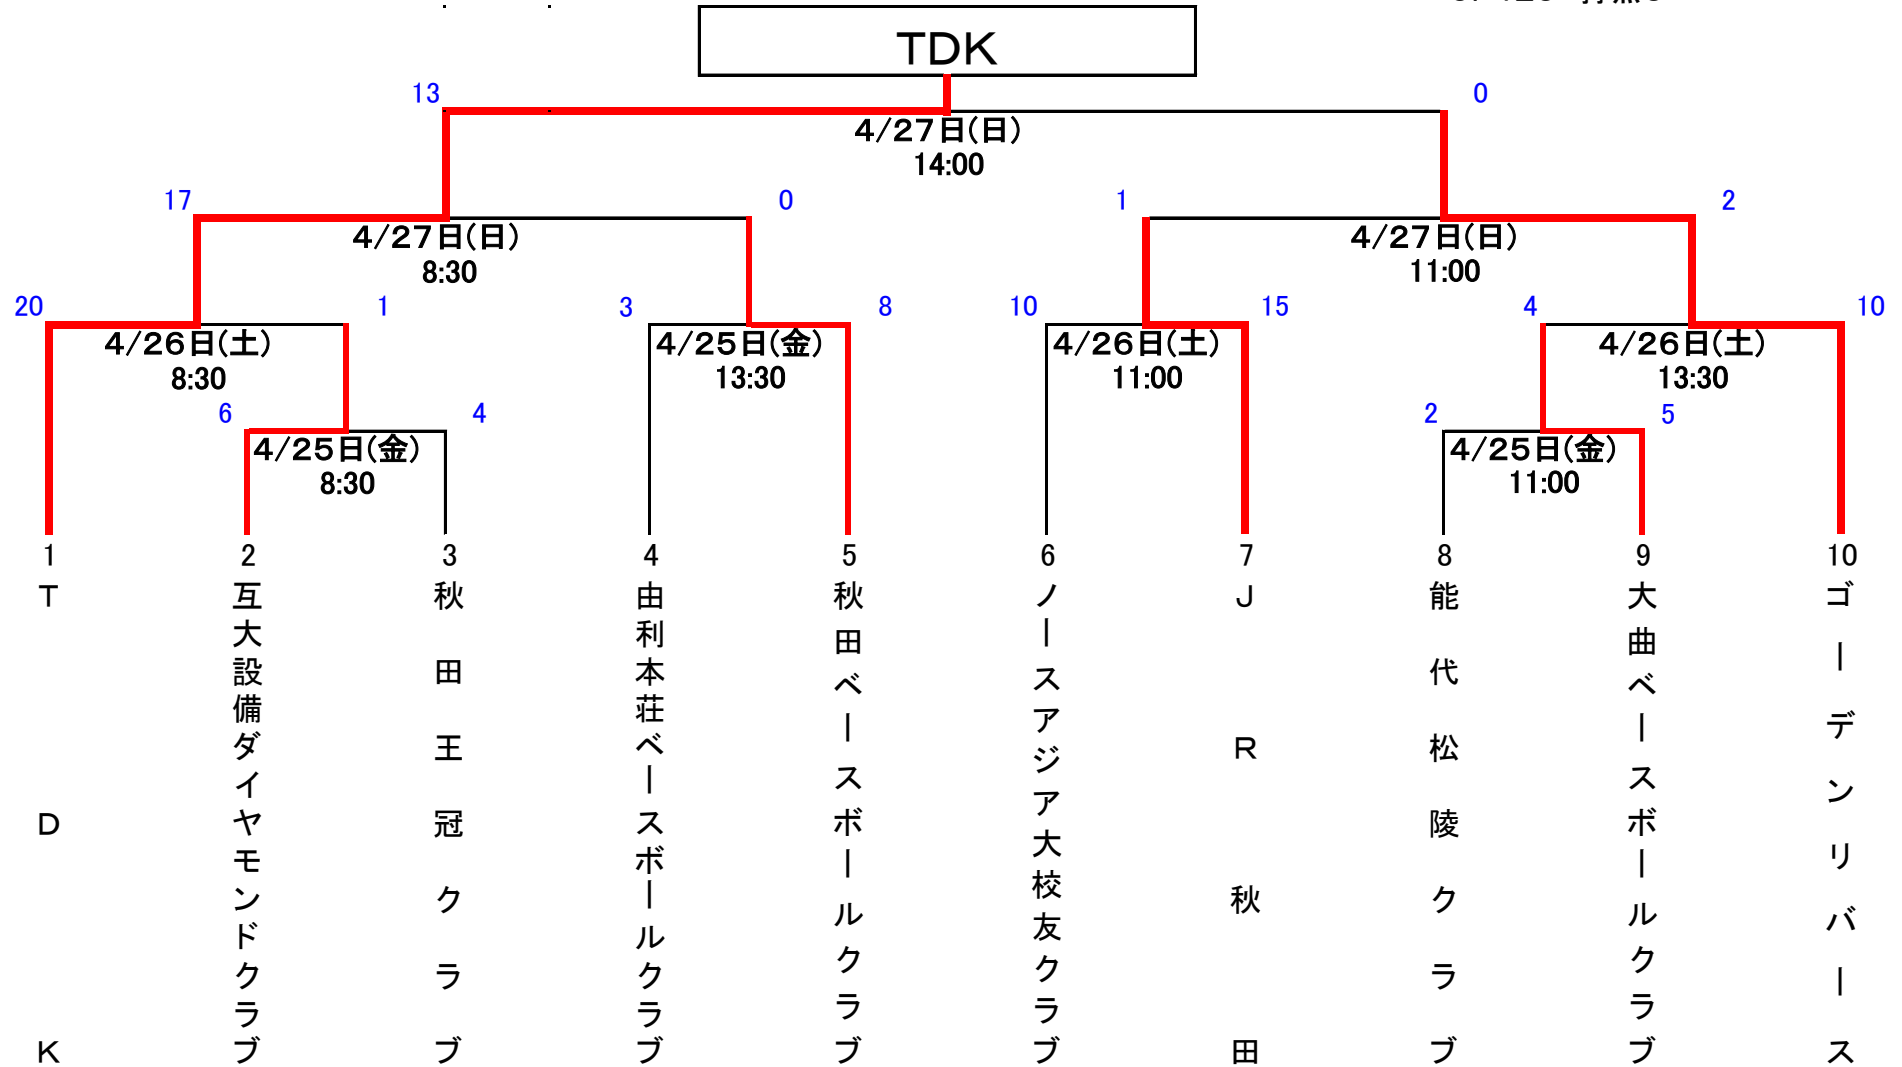 TDK
13
0
4/27日(日)
14:00
17
0
1
2
4/27日(日)
8:30
4/27日(日)
11:00
20
1
3
8
10
15
4
10
4/26日(土)
8:30
4/25日(金)
13:30
4/26日(土)
11:00
4/26日(土)
13:30
6
4
2
5
4/25日(金)
8:30
4/25日(金)
11:00
1
2
3
4
5
6
7
8
9
10
TDK
互大設備ダイヤモンドクラブ
秋田王冠クラブ
由利本荘ベースボールクラブ
秋田ベースボールクラブ
ノースアジア大校友クラブ
JR秋田
能代松陵クラブ
大曲ベースボールクラブ
ゴーデンリバース